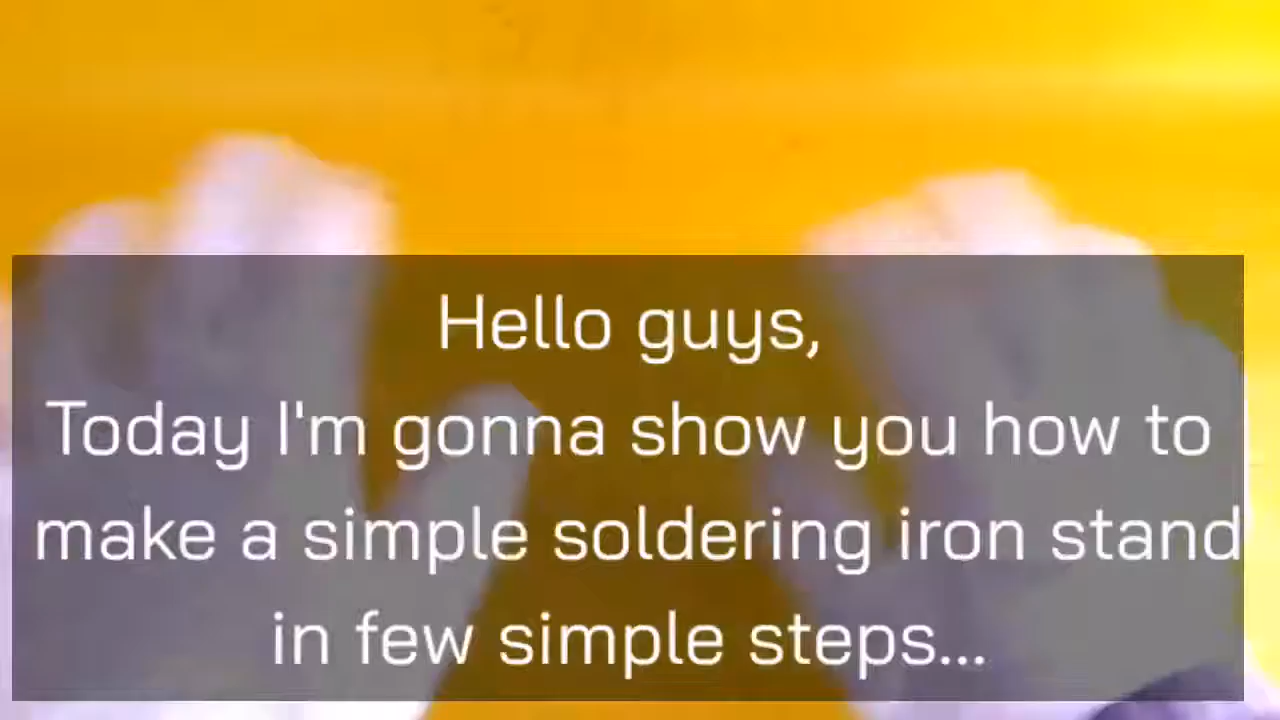 Hello guys,
Today I'm gonna show you how to
make a simple soldering iron stand
in few simple steps...